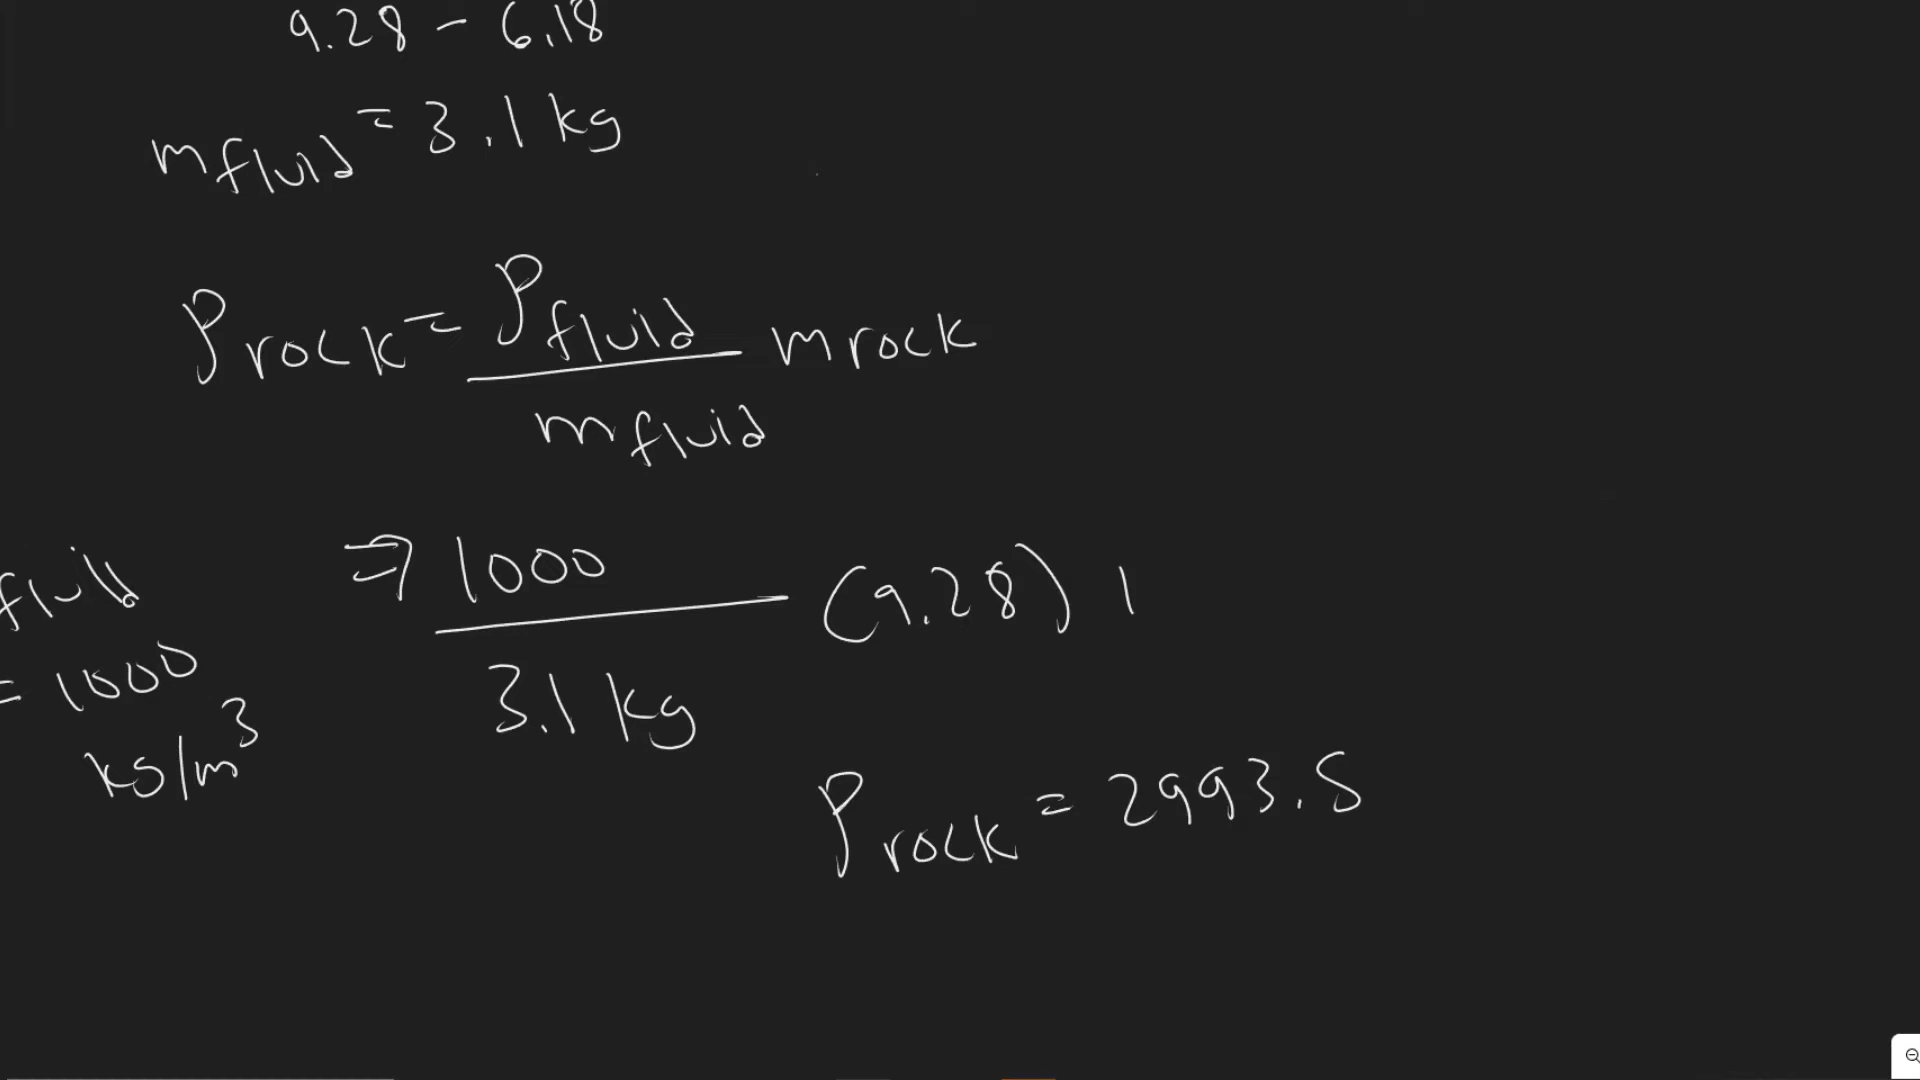 9.28 - 6.18
mfluid = 3.1 kg
ρrock = ρfluid mrock
mfluid
fluid
= 1000
kg/m³
⇒ 1000 (9.28)
3.1 kg
ρrock = 2993.5